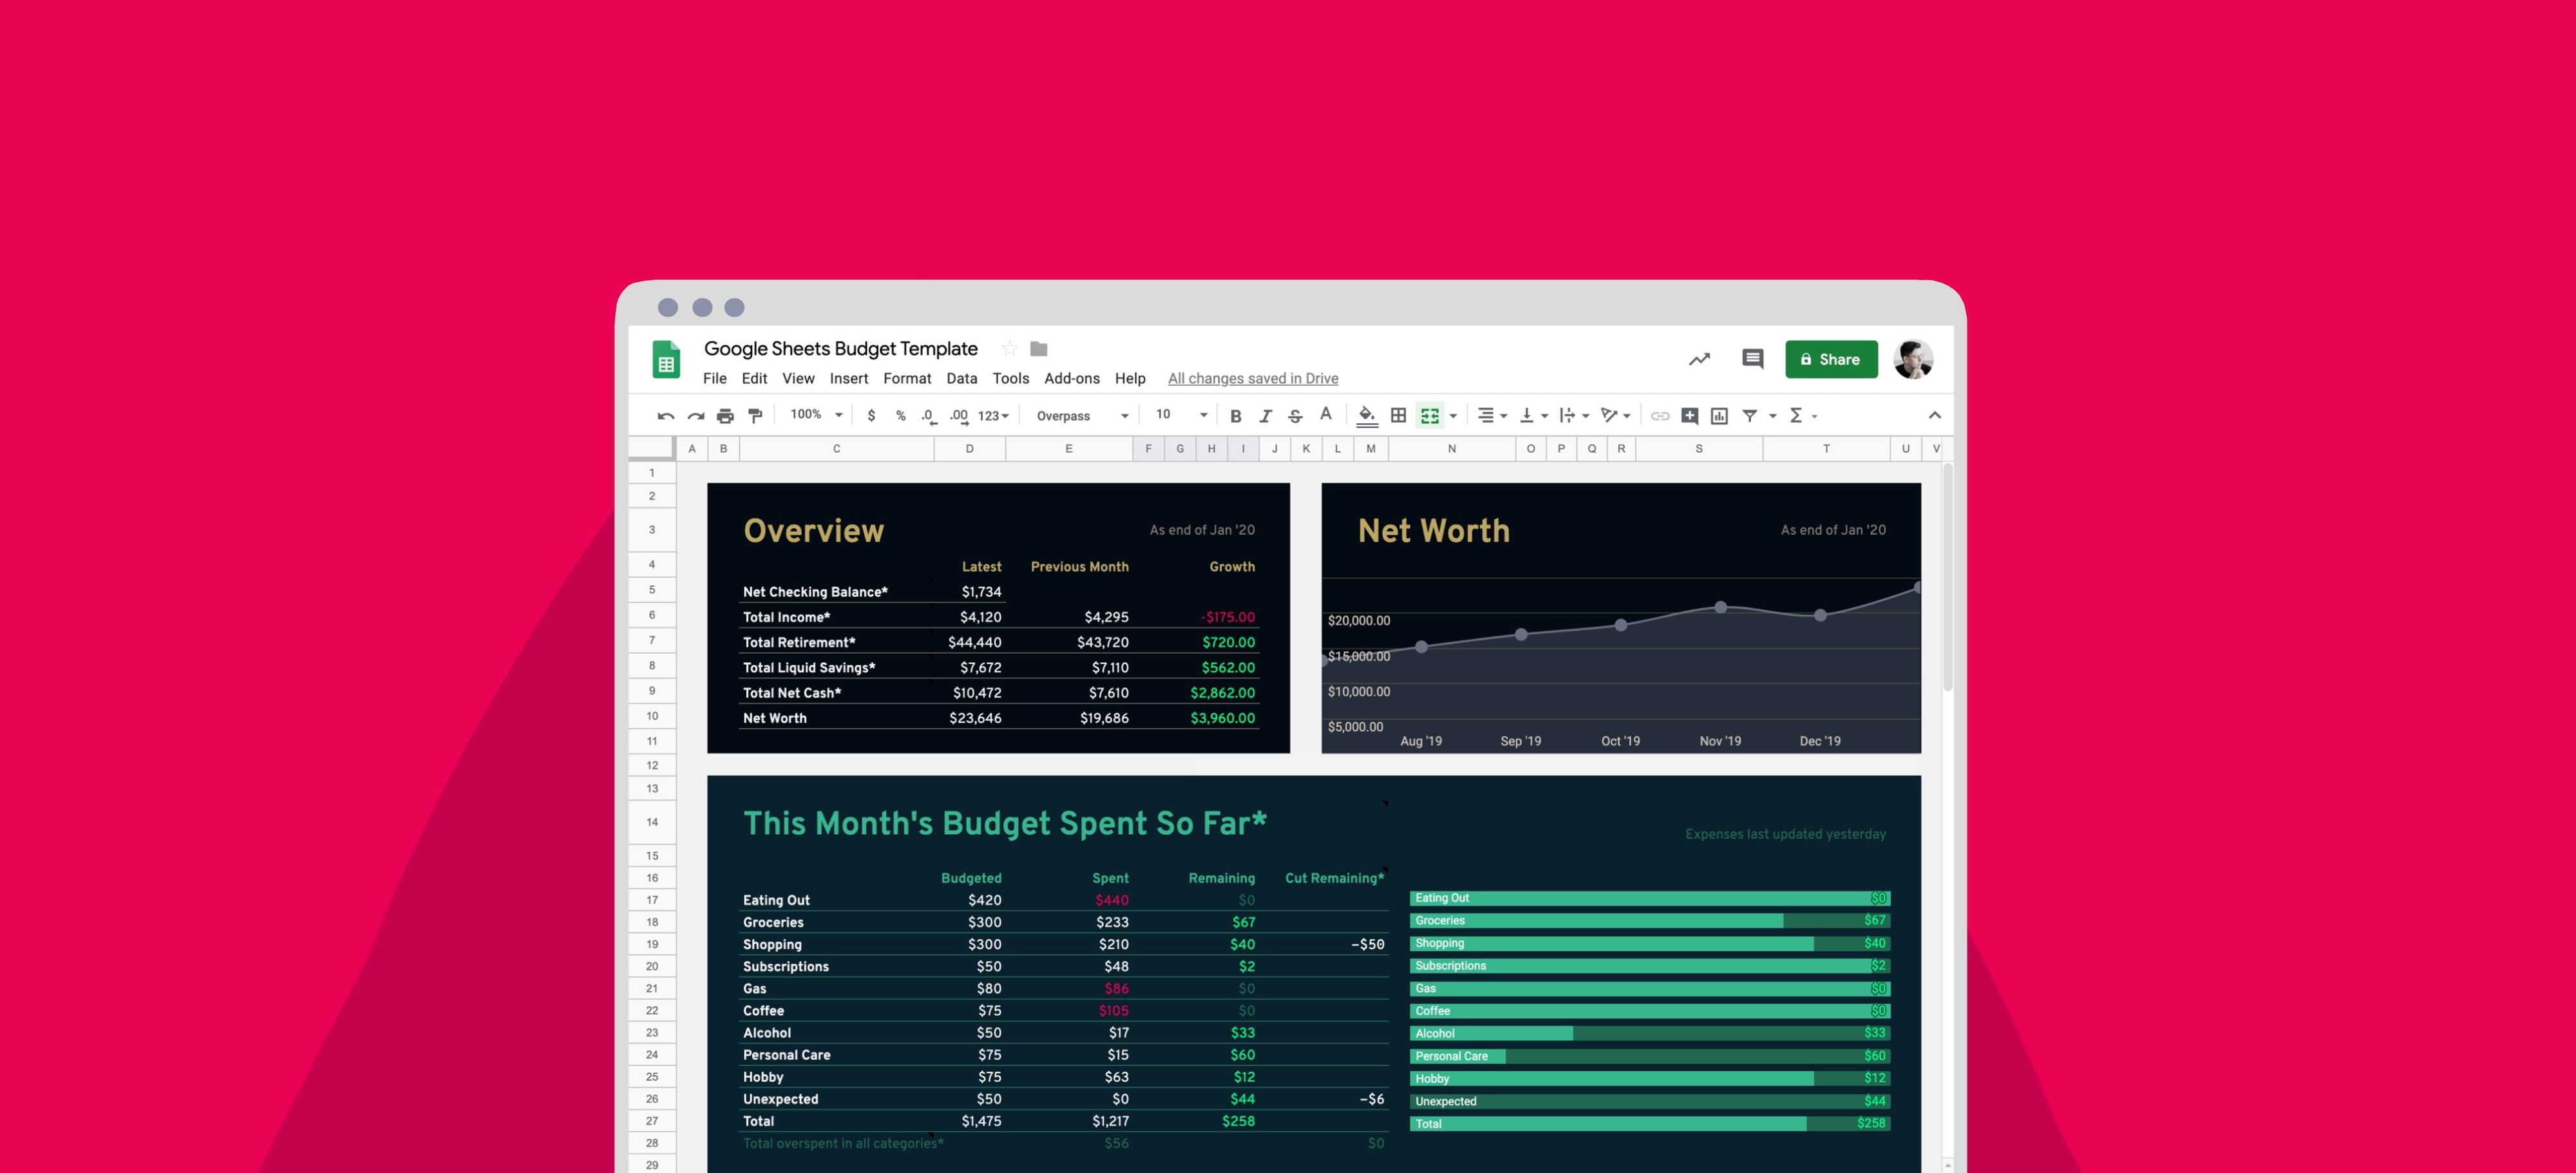 Google Sheets Budget Template
Share
File Edit View Insert Format Data Tools Add-ons Help All changes saved in Drive
100% $ % .0 .00 123 Overpass 10 B I S A Σ
A B C D E F G H I J K L M N O P Q R S T U V
1
2
3 Overview As end of Jan '20 Net Worth As end of Jan '20
4 Latest Previous Month Growth
5 Net Checking Balance* $1,734
6 Total Income* $4,120 $4,295 -$175.00 $20,000.00
7 Total Retirement* $44,440 $43,720 $720.00 $15,000.00
8 Total Liquid Savings* $7,672 $7,110 $562.00
9 Total Net Cash* $10,472 $7,610 $2,862.00 $10,000.00
10 Net Worth $23,646 $19,686 $3,960.00 $5,000.00
11 Aug '19 Sep '19 Oct '19 Nov '19 Dec '19
12
13
14 This Month's Budget Spent So Far* Expenses last updated yesterday
15
16 Budgeted Spent Remaining Cut Remaining*
17 Eating Out $420 $440 $0 Eating Out $0
18 Groceries $300 $233 $67 Groceries $67
19 Shopping $300 $210 $40 –$50 Shopping $40
20 Subscriptions $50 $48 $2 Subscriptions $2
21 Gas $80 $86 $0 Gas $0
22 Coffee $75 $105 $0 Coffee $0
23 Alcohol $50 $17 $33 Alcohol $33
24 Personal Care $75 $15 $60 Personal Care $60
25 Hobby $75 $63 $12 Hobby $12
26 Unexpected $50 $0 $44 –$6 Unexpected $44
27 Total $1,475 $1,217 $258 Total $258
28 Total overspent in all categories* $56 $0
29